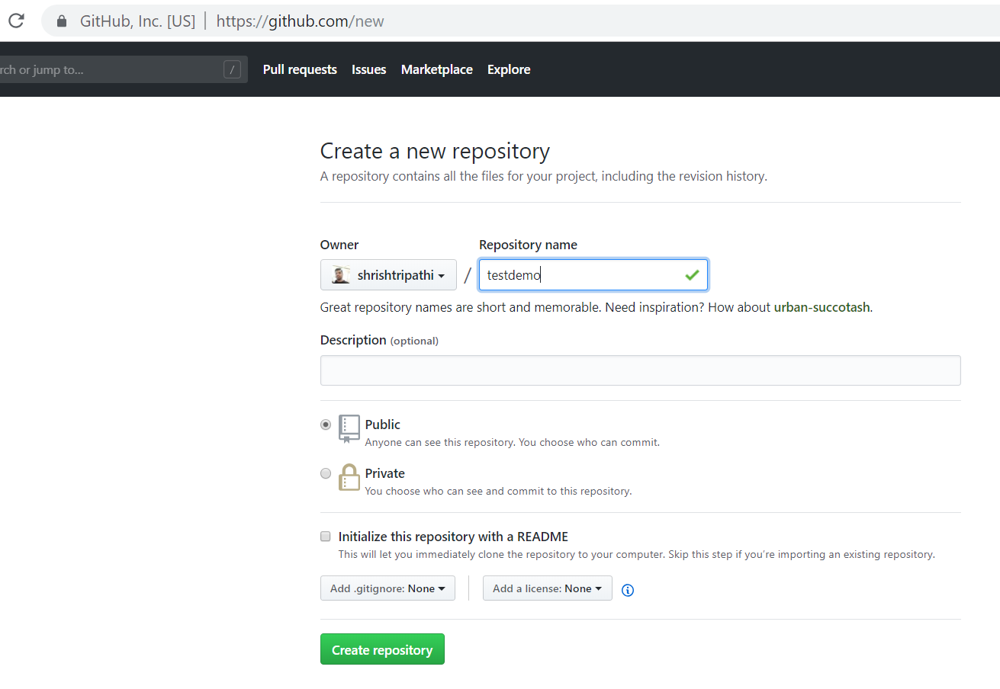 GitHub, Inc. [US] | https://github.com/new
rch or jump to... / Pull requests Issues Marketplace Explore
Create a new repository
A repository contains all the files for your project, including the revision history.
Owner Repository name
shrishtripathi / testdemo
Great repository names are short and memorable. Need inspiration? How about urban-succotash.
Description (optional)
Public
Anyone can see this repository. You choose who can commit.
Private
You choose who can see and commit to this repository.
Initialize this repository with a README
This will let you immediately clone the repository to your computer. Skip this step if you’re importing an existing repository.
Add .gitignore: None Add a license: None
Create repository